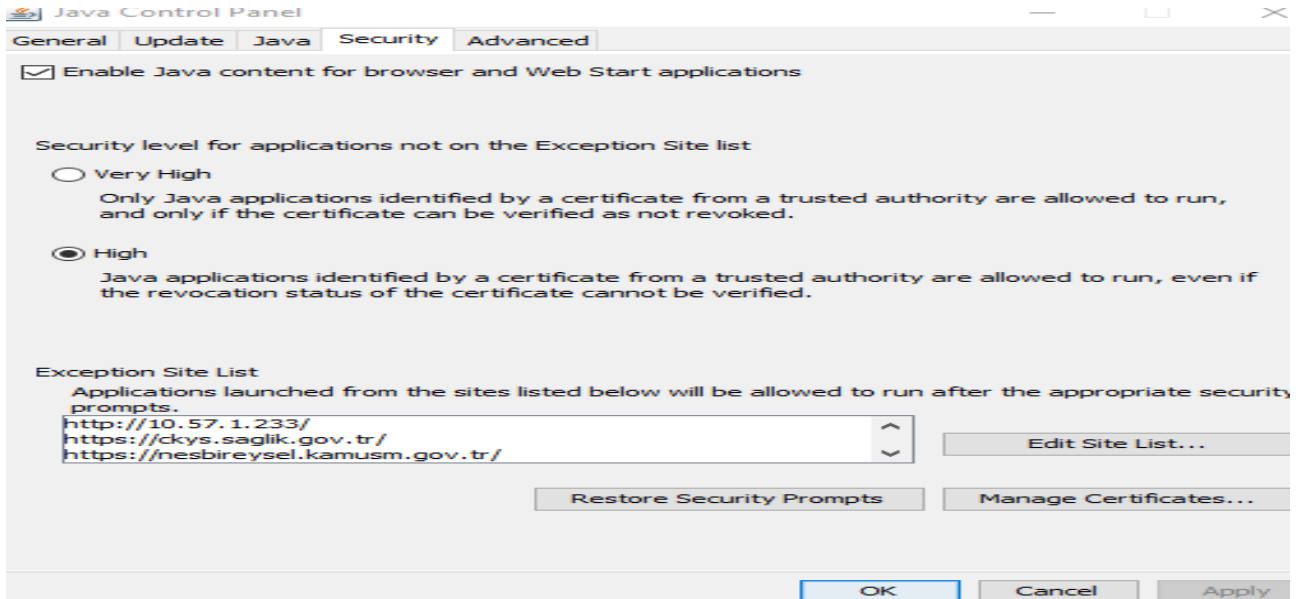 Java Control Panel
General Update Java Security Advanced
Enable Java content for browser and Web Start applications
Security level for applications not on the Exception Site list
Very High
Only Java applications identified by a certificate from a trusted authority are allowed to run,
and only if the certificate can be verified as not revoked.
High
Java applications identified by a certificate from a trusted authority are allowed to run, even if
the revocation status of the certificate cannot be verified.
Exception Site List
Applications launched from the sites listed below will be allowed to run after the appropriate security
prompts.
http://10.57.1.233/
https://ckys.saglik.gov.tr/
https://nesbireysel.kamusm.gov.tr/
Edit Site List...
Restore Security Prompts Manage Certificates...
OK Cancel Apply